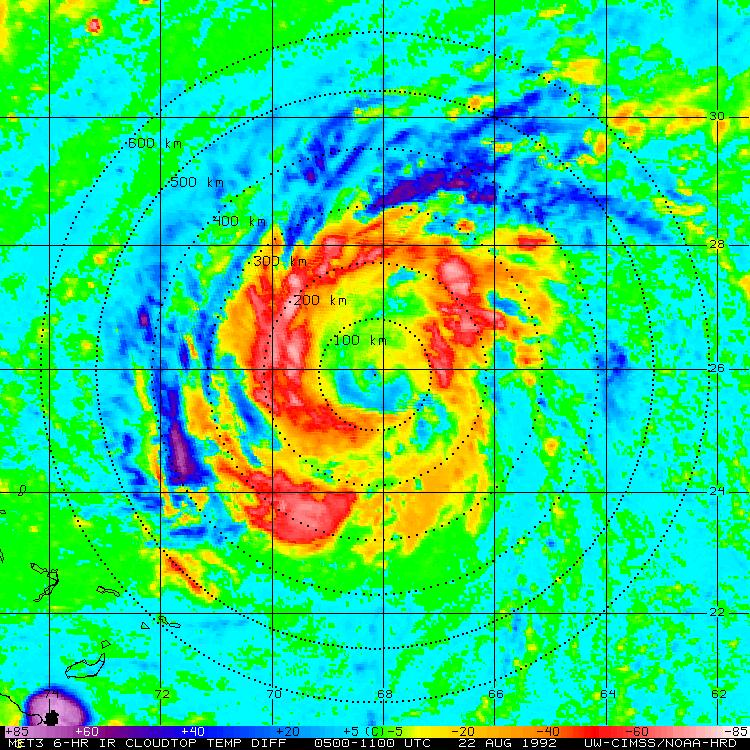 30
600 km
500 km
400 km
28
300 km
200 km
100 km
26
24
22
72 70 68 66 64 62
+85 +60 +40 +20 +5 (C) -5 -20 -40 -60 -85
MET3 6-HR IR CLOUDTOP TEMP DIFF 0500-1100 UTC 22 AUG 1992 UW-CIMSS/NOAA-HRD